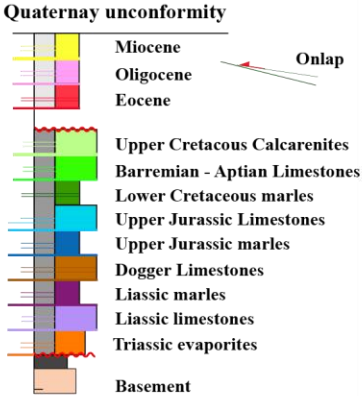 Quaternay unconformity
Miocene
Onlap
Oligocene
Eocene
Upper Cretacous Calcarenites
Barremian - Aptian Limestones
Lower Cretaceous marles
Upper Jurassic Limestones
Upper Jurassic marles
Dogger Limestones
Liassic marles
Liassic limestones
Triassic evaporites
Basement